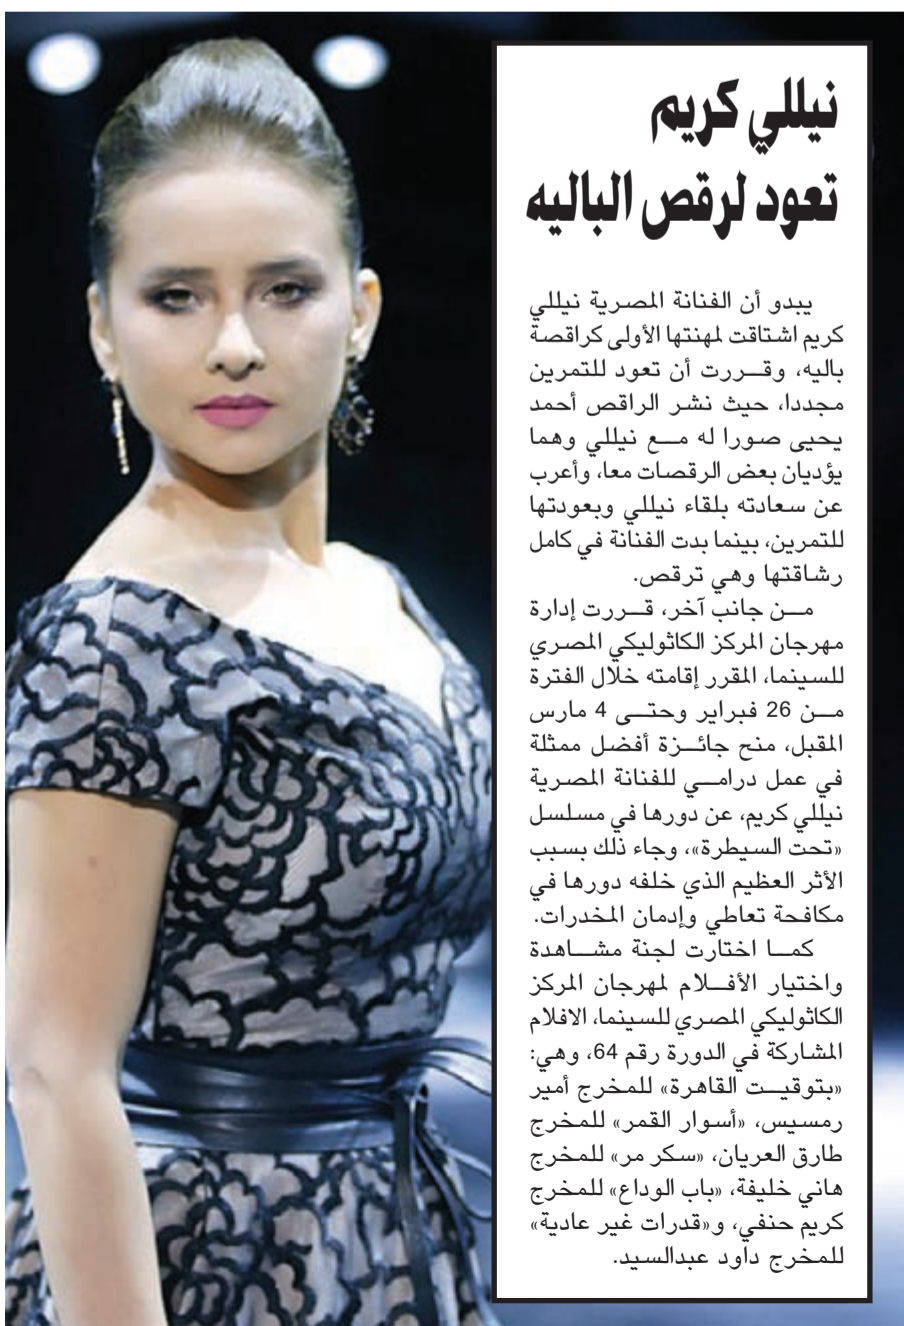 نيللي كريم
تعود لرقص الباليه
يبدو أن الفنانة المصرية نيللي
كريم اشتاقت لمهنتها الأولى كراقصة
باليه، وقـــررت أن تعود للتمرين
مجددا، حيث نشر الراقص أحمد
يحيى صورا له مـــع نيللي وهما
يؤديان بعض الرقصات معا، وأعرب
عن سعادته بلقاء نيللي وبعودتها
للتمرين، بينما بدت الفنانة في كامل
رشاقتها وهي ترقص.
مـــن جانب آخر، قـــررت إدارة
مهرجان المركز الكاثوليكي المصري
للسينما، المقرر إقامته خلال الفترة
مـــن 26 فبراير وحتـــى 4 مارس
المقبل، منح جائـــزة أفضل ممثلة
في عمل درامـــي للفنانة المصرية
نيللي كريم، عن دورها في مسلسل
«تحت السيطرة»، وجاء ذلك بسبب
الأثر العظيم الذي خلفه دورها في
مكافحة تعاطي وإدمان المخدرات.
كمـــا اختارت لجنة مشـــاهدة
واختيار الأفـــلام لمهرجان المركز
الكاثوليكي المصري للسينما، الافلام
المشاركة في الدورة رقم 64، وهي:
«بتوقيـــت القاهرة» للمخرج أمير
رمسيس، «أسوار القمر» للمخرج
طارق العريان، «سكر مر» للمخرج
هاني خليفة، «باب الوداع» للمخرج
كريم حنفي، و«قدرات غير عادية»
للمخرج داود عبدالسيد.